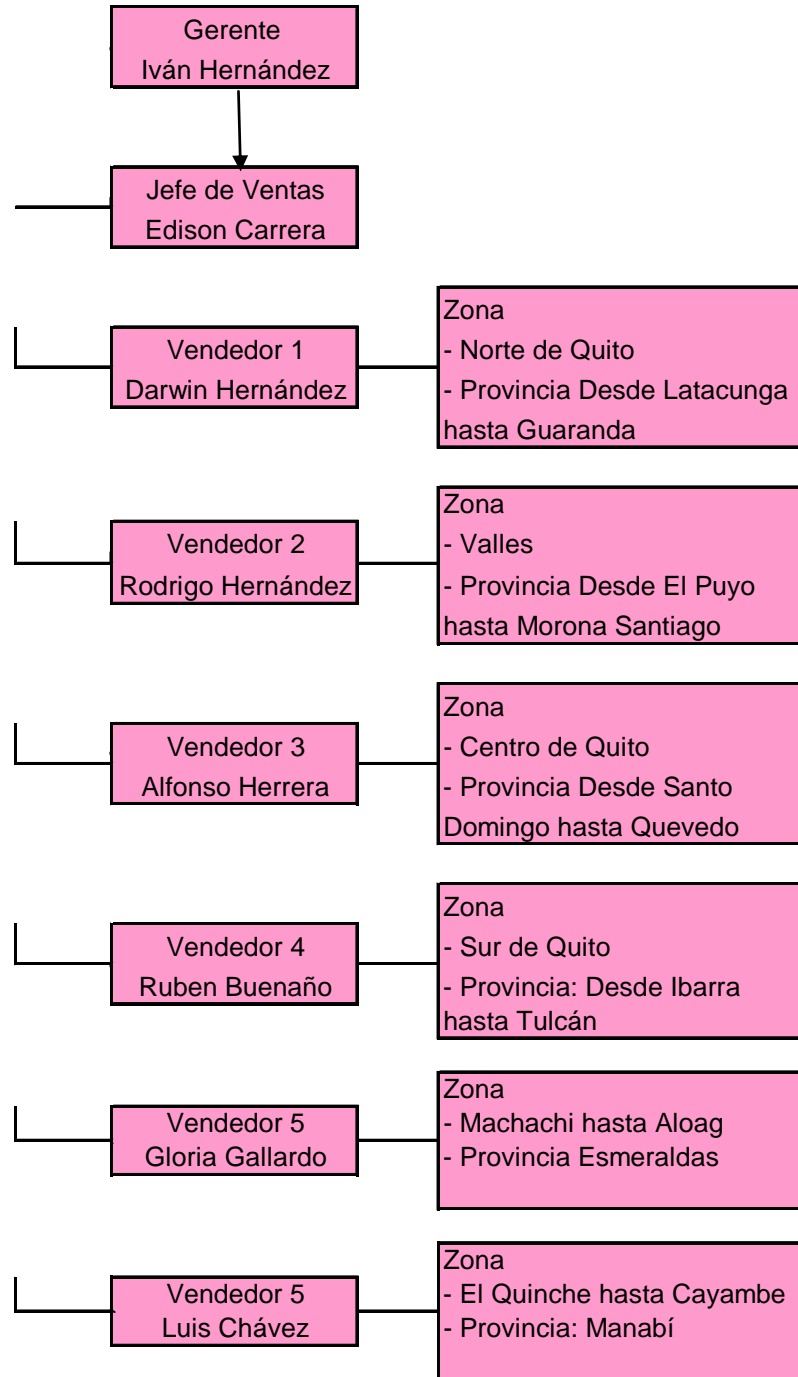 Gerente
Iván Hernández
Jefe de Ventas
Edison Carrera
Vendedor 1
Darwin Hernández
Zona
- Norte de Quito
- Provincia Desde Latacunga
hasta Guaranda
Vendedor 2
Rodrigo Hernández
Zona
- Valles
- Provincia Desde El Puyo
hasta Morona Santiago
Vendedor 3
Alfonso Herrera
Zona
- Centro de Quito
- Provincia Desde Santo
Domingo hasta Quevedo
Vendedor 4
Ruben Buenaño
Zona
- Sur de Quito
- Provincia: Desde Ibarra
hasta Tulcán
Vendedor 5
Gloria Gallardo
Zona
- Machachi hasta Aloag
- Provincia Esmeraldas
Vendedor 5
Luis Chávez
Zona
- El Quinche hasta Cayambe
- Provincia: Manabí